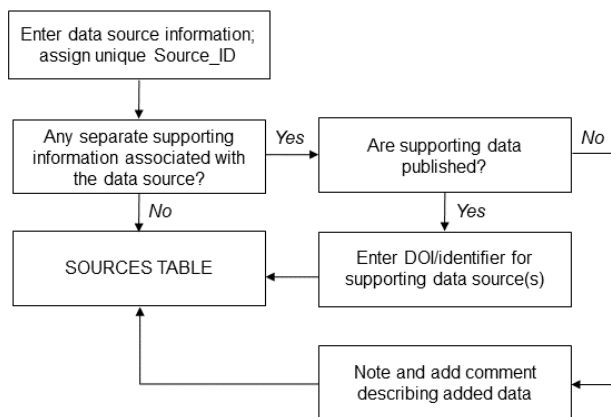 Enter data source information;
assign unique Source_ID
Any separate supporting
information associated with
the data source?
Yes
Are supporting data
published?
No
No
Yes
SOURCES TABLE
Enter DOI/identifier for
supporting data source(s)
Note and add comment
describing added data